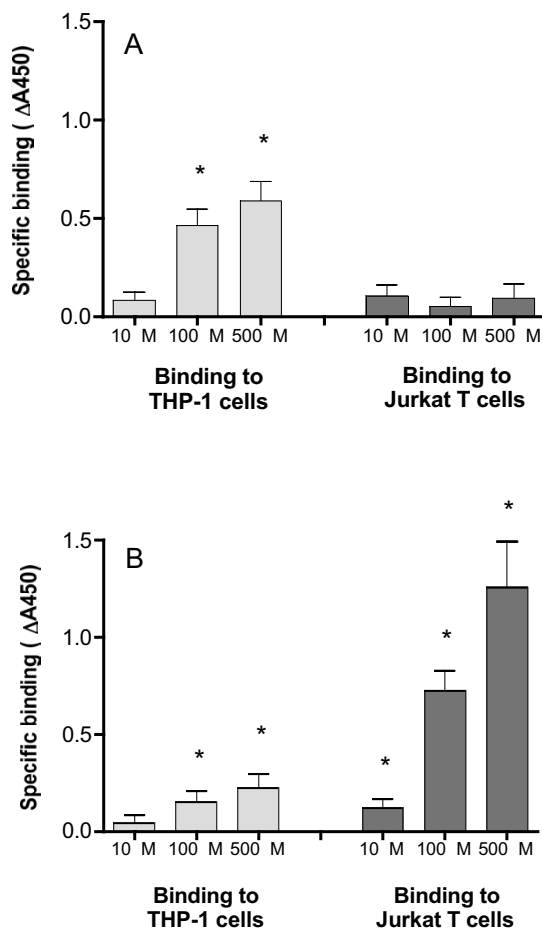 A
Specific binding ( ΔA450)
1.5
1.0
0.5
0.0
*
*
10 M 100 M 500 M 10 M 100 M 500 M
Binding to
THP-1 cells
Binding to
Jurkat T cells
B
Specific binding ( ΔA450)
1.5
1.0
0.5
0.0
*
*
*
*
*
10 M 100 M 500 M 10 M 100 M 500 M
Binding to
THP-1 cells
Binding to
Jurkat T cells